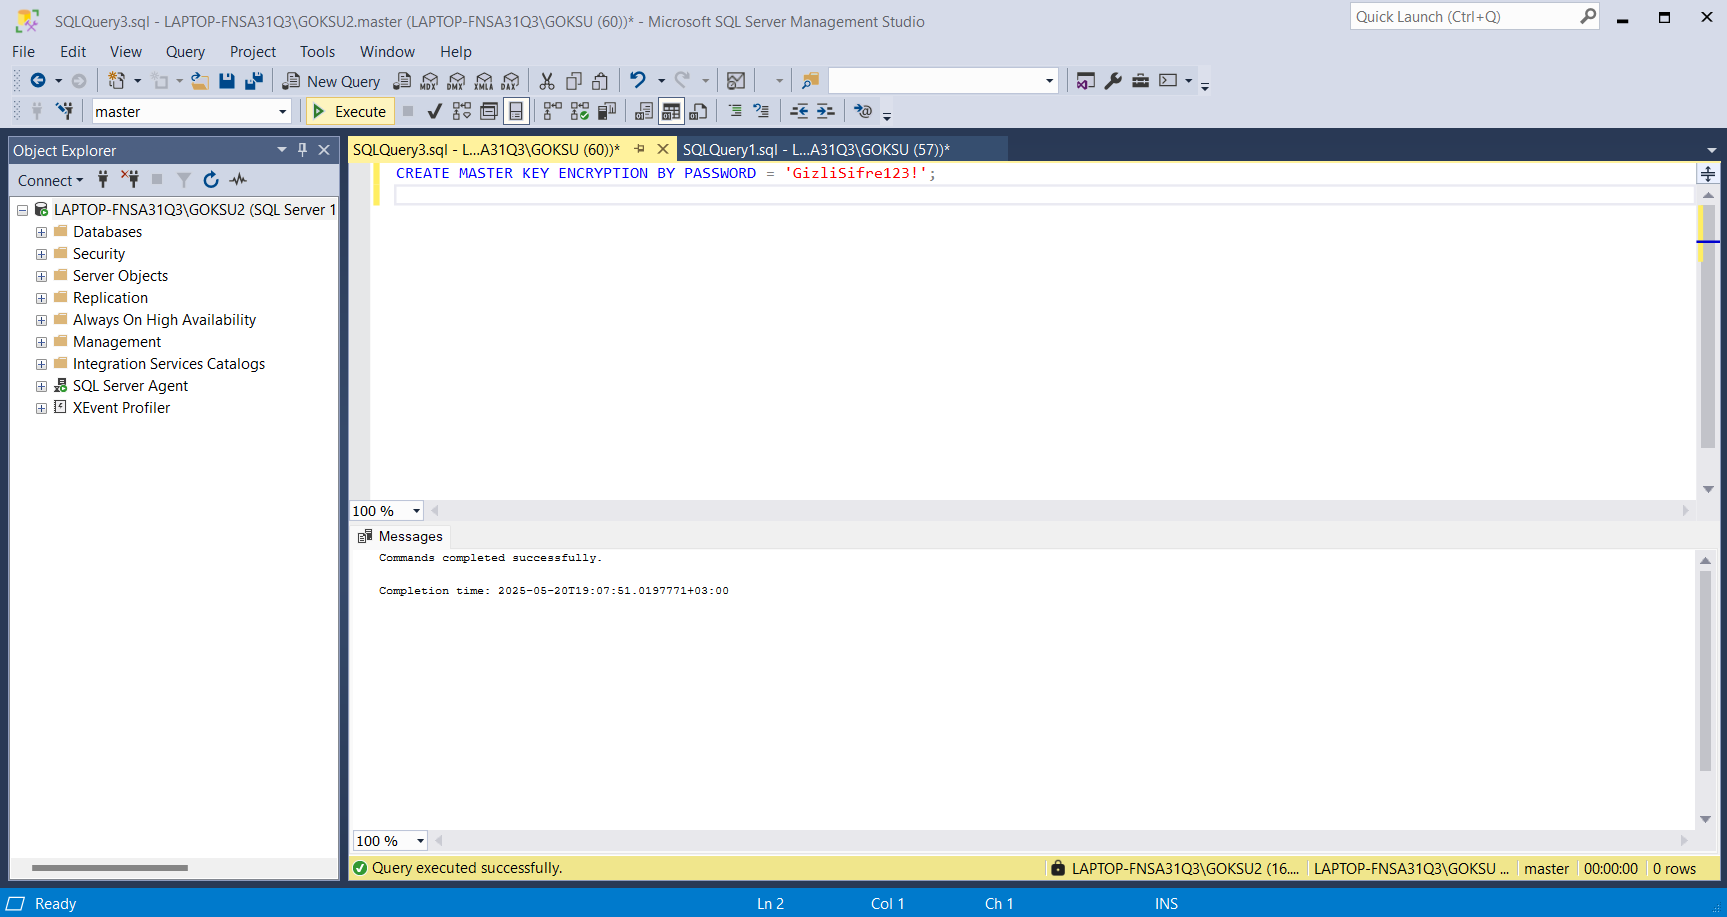 SQLQuery3.sql - LAPTOP-FNSA31Q3\GOKSU2.master (LAPTOP-FNSA31Q3\GOKSU (60))* - Microsoft SQL Server Management Studio
Quick Launch (Ctrl+Q)
File Edit View Query Project Tools Window Help
New Query MDX DMX XMLA DAX
master Execute
Object Explorer
SQLQuery3.sql - L...A31Q3\GOKSU (60))* SQLQuery1.sql - L...A31Q3\GOKSU (57))*
Connect
CREATE MASTER KEY ENCRYPTION BY PASSWORD = 'GizliSifre123!';
LAPTOP-FNSA31Q3\GOKSU2 (SQL Server 1
Databases
Security
Server Objects
Replication
Always On High Availability
Management
Integration Services Catalogs
SQL Server Agent
XEvent Profiler
100 %
Messages
Commands completed successfully.
Completion time: 2025-05-20T19:07:51.0197771+03:00
100 %
Query executed successfully. LAPTOP-FNSA31Q3\GOKSU2 (16.... LAPTOP-FNSA31Q3\GOKSU ... master 00:00:00 0 rows
Ready Ln 2 Col 1 Ch 1 INS